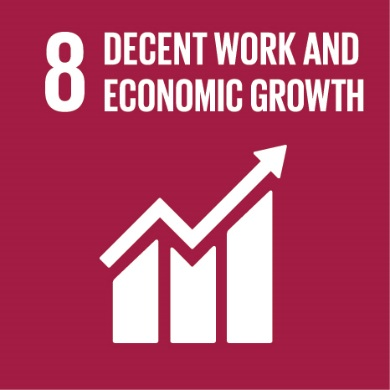 8 DECENT WORK AND
ECONOMIC GROWTH